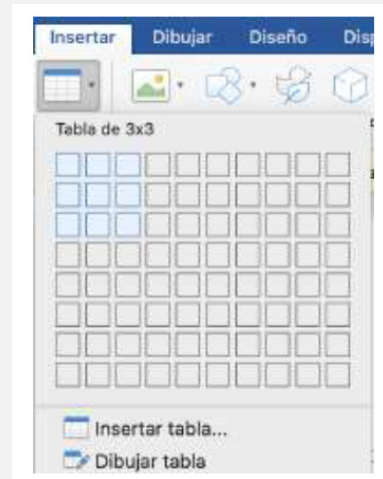 Insertar Dibujar Diseño
Tabla de 3x3
Insertar tabla...
Dibujar tabla